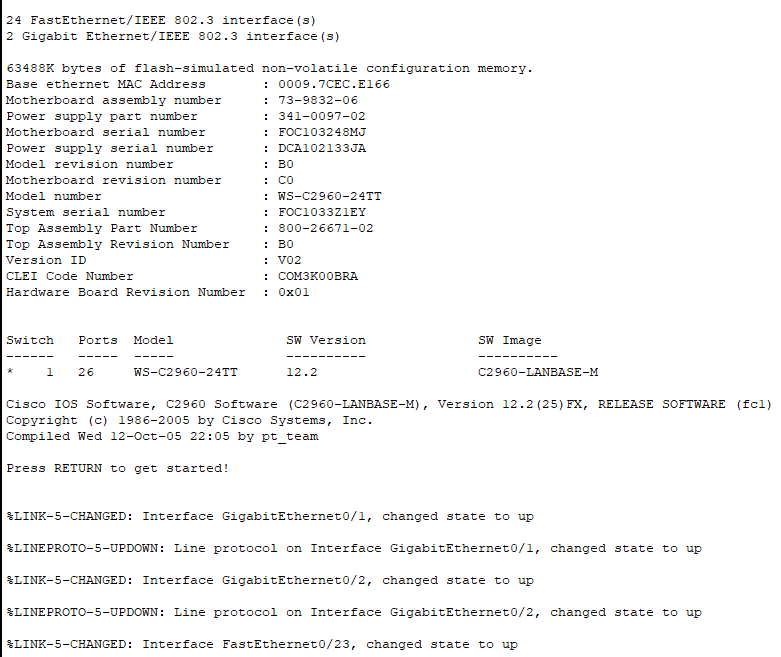 24 FastEthernet/IEEE 802.3 interface(s)
2 Gigabit Ethernet/IEEE 802.3 interface(s)
63488K bytes of flash-simulated non-volatile configuration memory.
Base ethernet MAC Address       : 0009.7CEC.E166
Motherboard assembly number     : 73-9832-06
Power supply part number        : 341-0097-02
Motherboard serial number       : FOC103248MJ
Power supply serial number      : DCA102133JA
Model revision number           : B0
Motherboard revision number     : C0
Model number                    : WS-C2960-24TT
System serial number            : FOC1033Z1EY
Top Assembly Part Number        : 800-26671-02
Top Assembly Revision Number    : B0
Version ID                      : V02
CLEI Code Number                : COM3K00BRA
Hardware Board Revision Number  : 0x01
Switch   Ports  Model              SW Version              SW Image
------   -----  -----              ----------              ----------
*    1   26     WS-C2960-24TT      12.2                    C2960-LANBASE-M
Cisco IOS Software, C2960 Software (C2960-LANBASE-M), Version 12.2(25)FX, RELEASE SOFTWARE (fc1)
Copyright (c) 1986-2005 by Cisco Systems, Inc.
Compiled Wed 12-Oct-05 22:05 by pt_team
Press RETURN to get started!
%LINK-5-CHANGED: Interface GigabitEthernet0/1, changed state to up
%LINEPROTO-5-UPDOWN: Line protocol on Interface GigabitEthernet0/1, changed state to up
%LINK-5-CHANGED: Interface GigabitEthernet0/2, changed state to up
%LINEPROTO-5-UPDOWN: Line protocol on Interface GigabitEthernet0/2, changed state to up
%LINK-5-CHANGED: Interface FastEthernet0/23, changed state to up